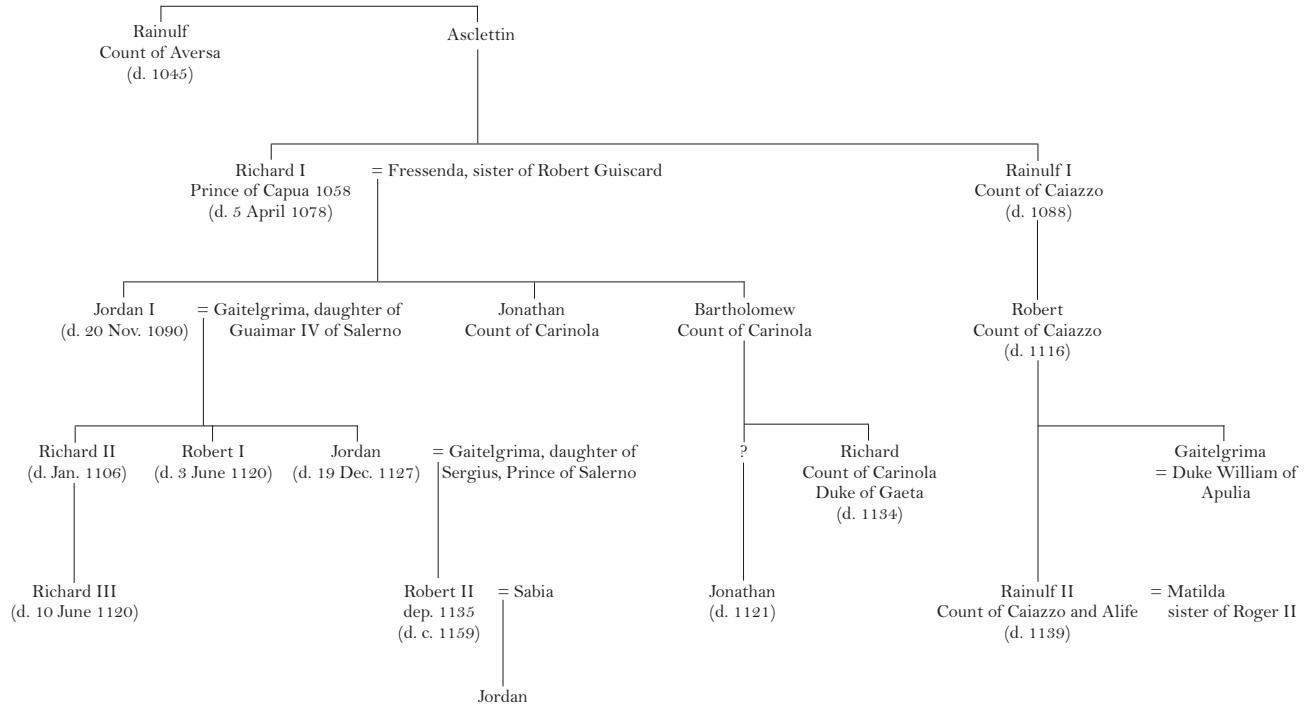 Rainulf
Count of Aversa
(d. 1045)
Asclettin
Richard I
Prince of Capua 1058
(d. 5 April 1078)
= Fressenda, sister of Robert Guiscard
Rainulf I
Count of Caiazzo
(d. 1088)
Jordan I
(d. 20 Nov. 1090)
= Gaitelgrima, daughter of
Guaimar IV of Salerno
Jonathan
Count of Carinola
Bartholomew
Count of Carinola
Robert
Count of Caiazzo
(d. 1116)
Richard II
(d. Jan. 1106)
Robert I
(d. 3 June 1120)
Jordan
(d. 19 Dec. 1127)
= Gaitelgrima, daughter of
Sergius, Prince of Salerno
?
Richard
Count of Carinola
Duke of Gaeta
(d. 1134)
Gaitelgrima
= Duke William of
Apulia
Richard III
(d. 10 June 1120)
Robert II
dep. 1135
(d. c. 1159)
= Sabia
Jonathan
(d. 1121)
Rainulf II
Count of Caiazzo and Alife
(d. 1139)
= Matilda
sister of Roger II
Jordan